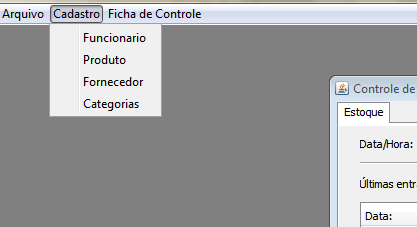 Arquivo Cadastro Ficha de Controle
Funcionario
Produto
Fornecedor
Categorias
Controle de
Estoque
Data/Hora:
Últimas entr
Data: